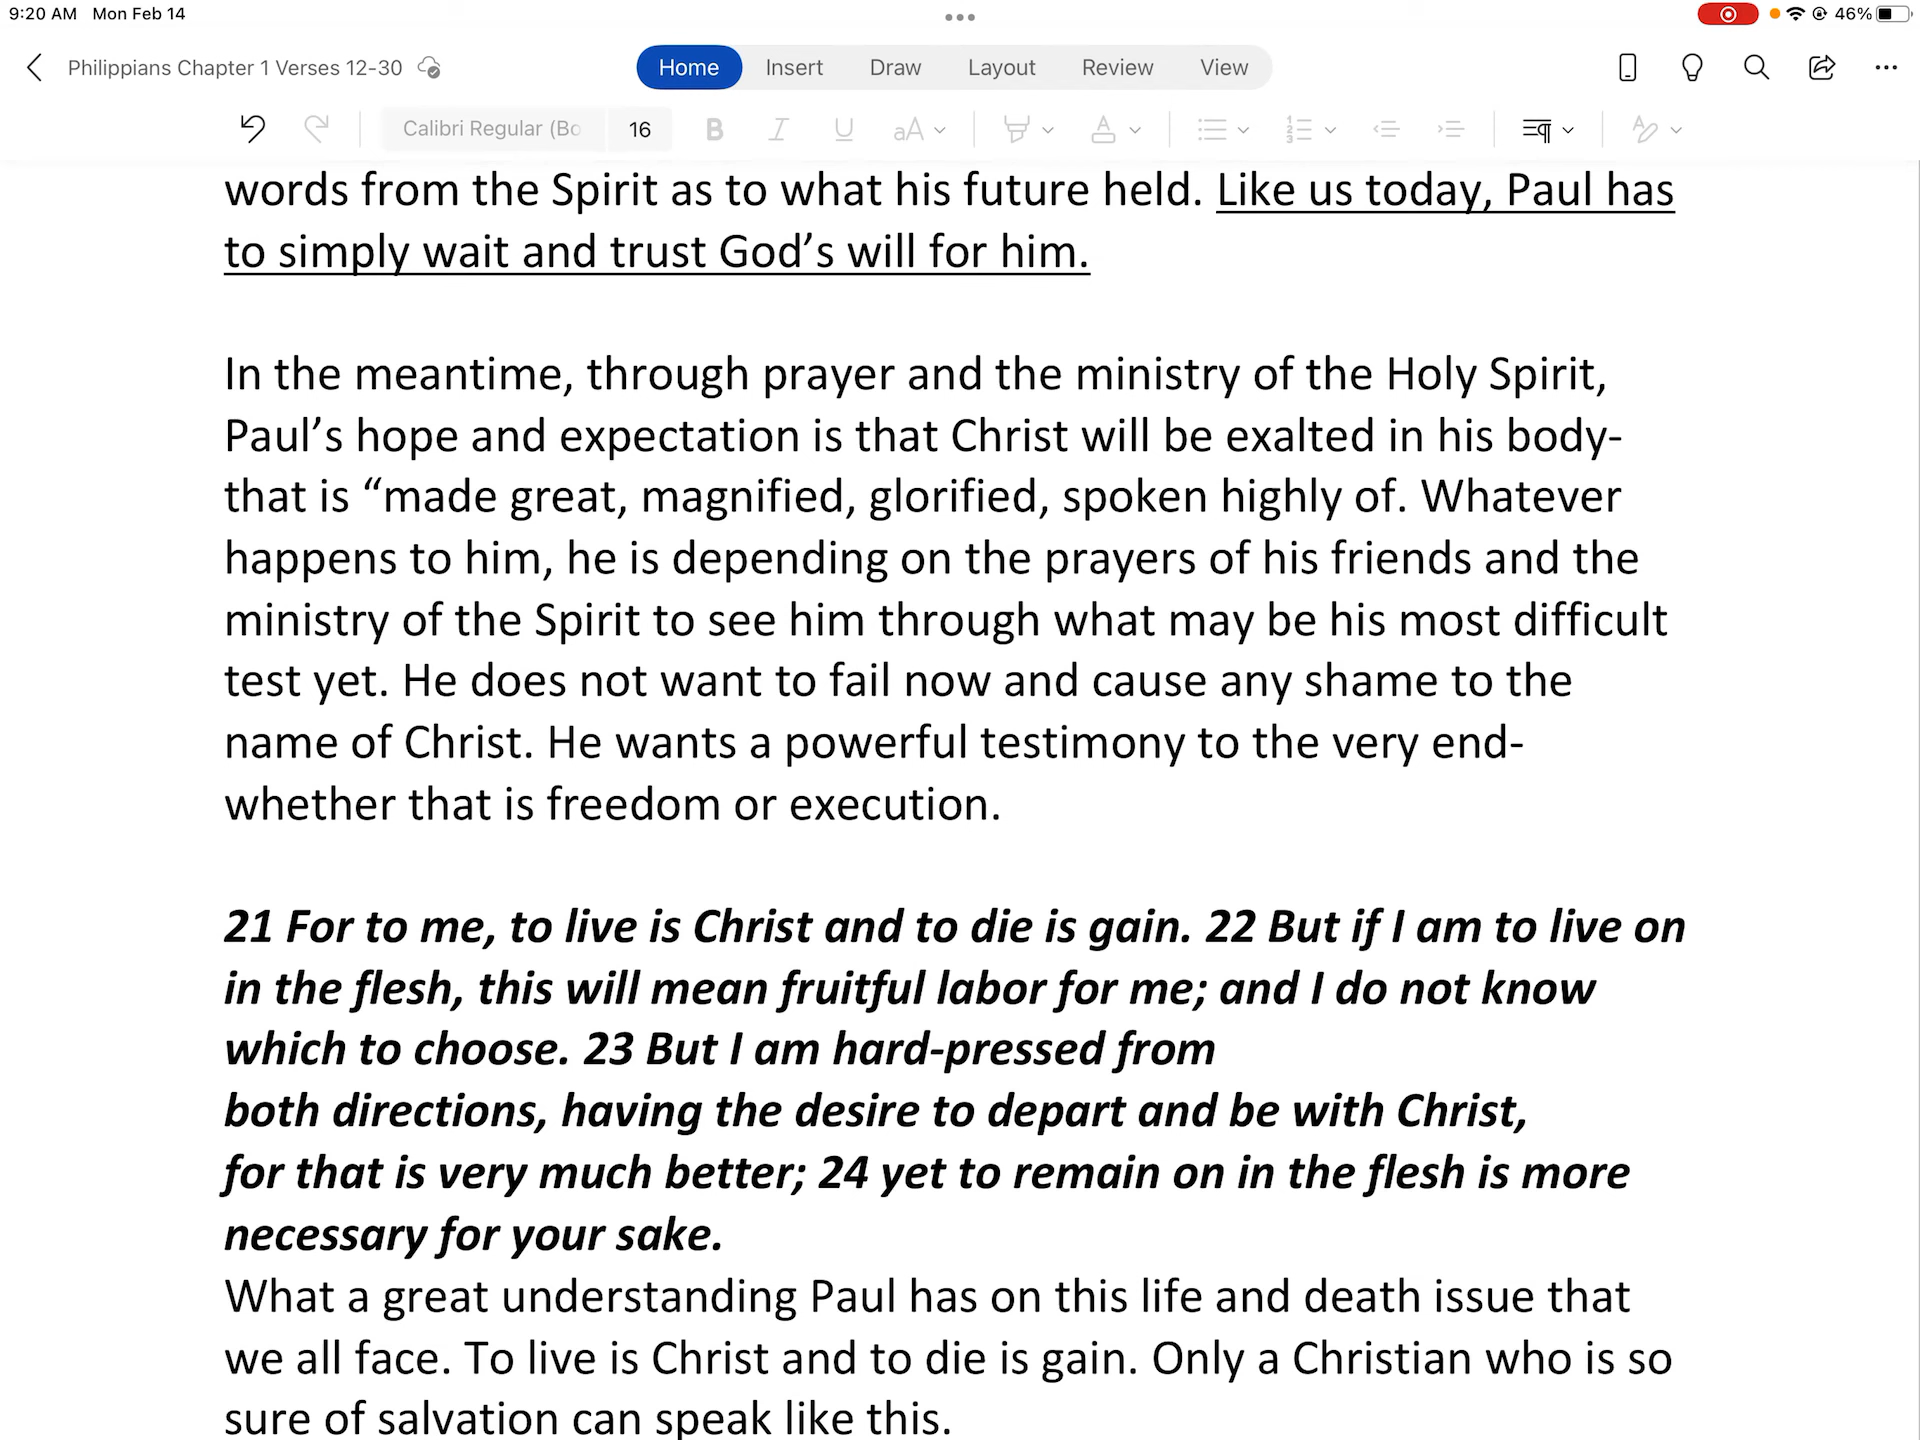 9:20 AM Mon Feb 14
46%
Philippians Chapter 1 Verses 12-30
Home Insert Draw Layout Review View
Calibri Regular (Bo 16 B I U aA A
words from the Spirit as to what his future held. Like us today, Paul has
to simply wait and trust God’s will for him.
In the meantime, through prayer and the ministry of the Holy Spirit,
Paul’s hope and expectation is that Christ will be exalted in his body-
that is “made great, magnified, glorified, spoken highly of. Whatever
happens to him, he is depending on the prayers of his friends and the
ministry of the Spirit to see him through what may be his most difficult
test yet. He does not want to fail now and cause any shame to the
name of Christ. He wants a powerful testimony to the very end-
whether that is freedom or execution.
21 For to me, to live is Christ and to die is gain. 22 But if I am to live on
in the flesh, this will mean fruitful labor for me; and I do not know
which to choose. 23 But I am hard-pressed from
both directions, having the desire to depart and be with Christ,
for that is very much better; 24 yet to remain on in the flesh is more
necessary for your sake.
What a great understanding Paul has on this life and death issue that
we all face. To live is Christ and to die is gain. Only a Christian who is so
sure of salvation can speak like this.